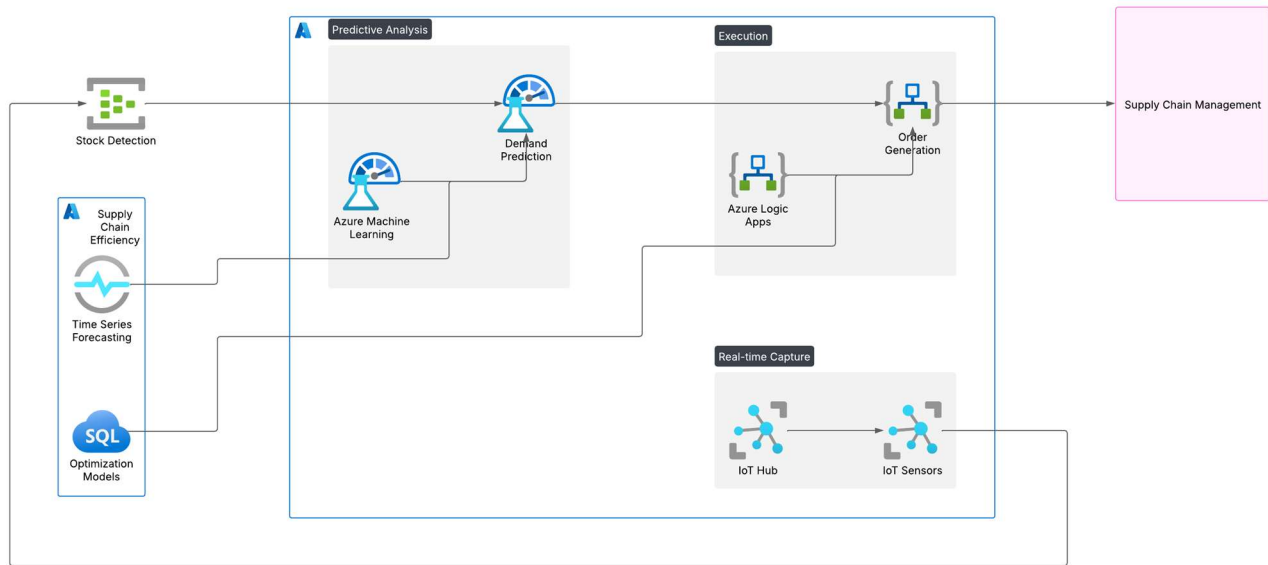 Predictive Analysis
Execution
Stock Detection
Demand
Prediction
Order
Generation
Supply Chain Management
Azure Machine
Learning
Azure Logic
Apps
Supply
Chain
Efficiency
Time Series
Forecasting
Real-time Capture
SQL
Optimization
Models
IoT Hub
IoT Sensors